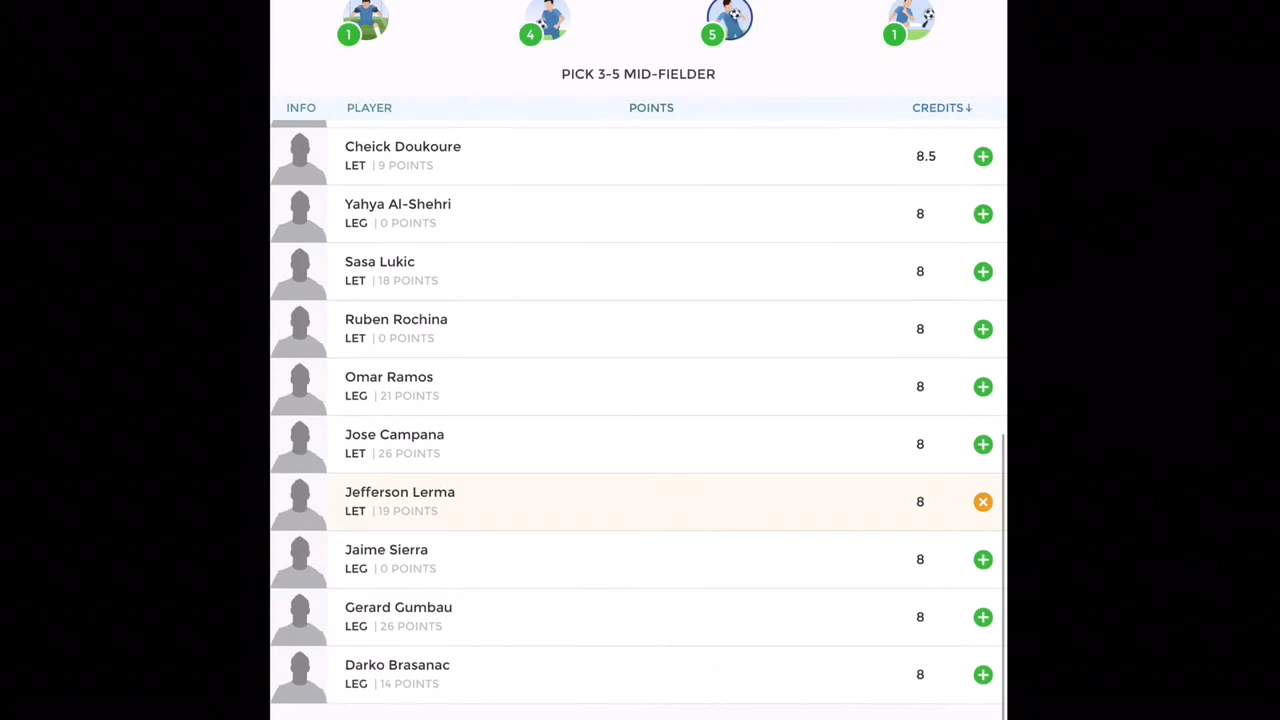 1 4 5 1
PICK 3-5 MID-FIELDER
INFO PLAYER POINTS CREDITS↓
Cheick Doukoure
LET | 9 POINTS 8.5
Yahya Al-Shehri
LEG | 0 POINTS 8
Sasa Lukic
LET | 18 POINTS 8
Ruben Rochina
LET | 0 POINTS 8
Omar Ramos
LEG | 21 POINTS 8
Jose Campana
LET | 26 POINTS 8
Jefferson Lerma
LET | 19 POINTS 8
Jaime Sierra
LEG | 0 POINTS 8
Gerard Gumbau
LEG | 26 POINTS 8
Darko Brasanac
LEG | 14 POINTS 8